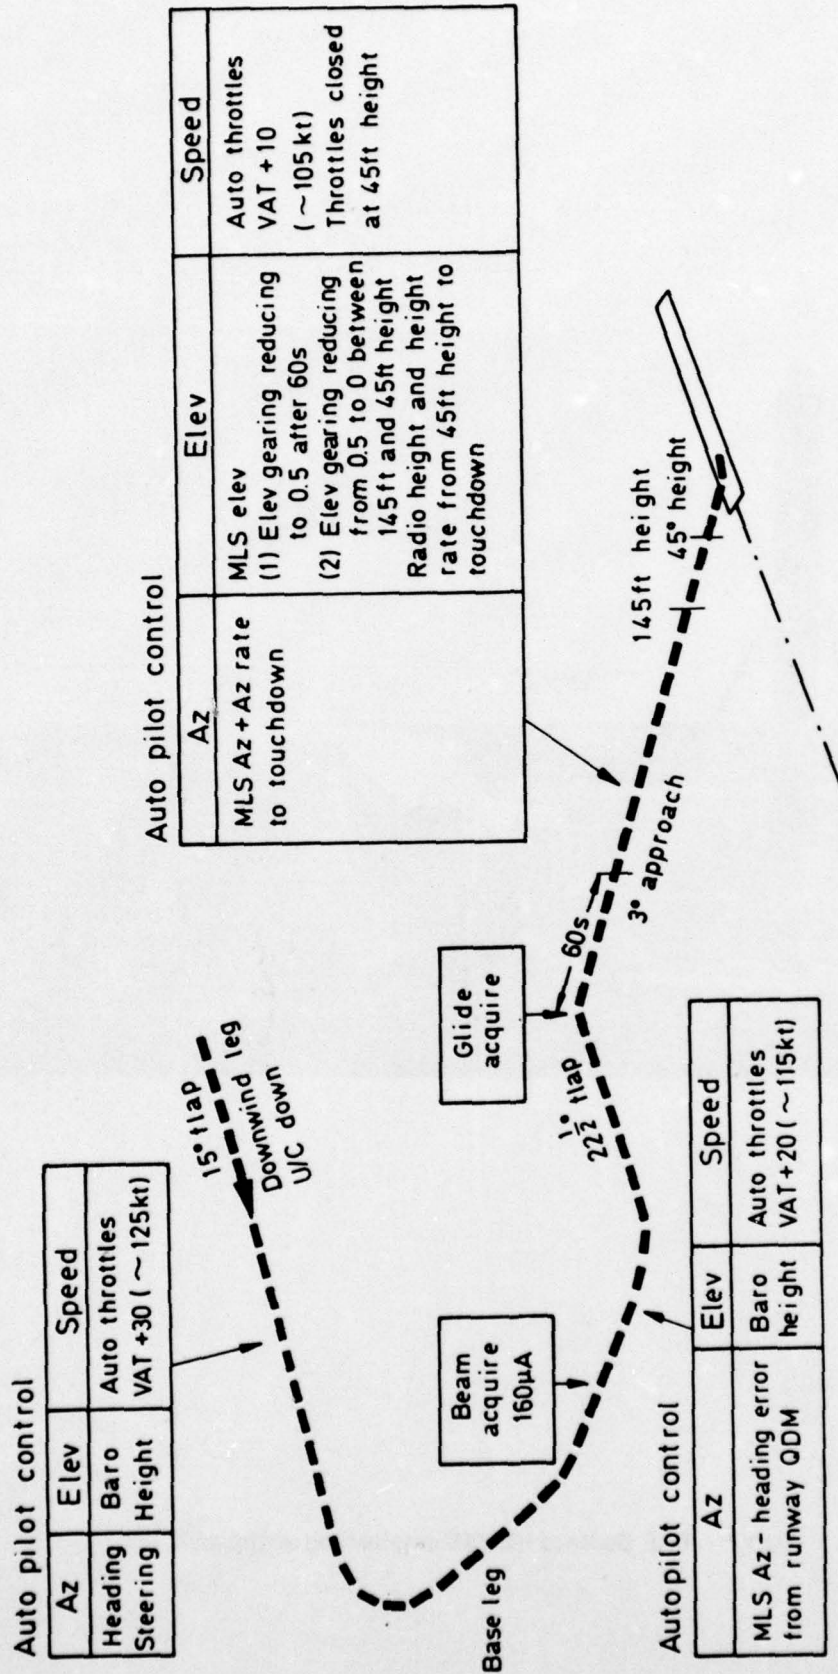 Auto pilot control
Az Elev Speed
Heading Steering
Baro Height
Auto throttles
VAT +30 (~125kt)
15° flap
Downwind leg
U/C down
Base leg
Beam
acquire
160µA
Auto pilot control
Az Elev Speed
MLS Az - heading error
from runway QDM
Baro
height
Auto throttles
VAT+20 (~115kt)
22½° flap
Glide
acquire
60s
3° approach
Auto pilot control
Az Elev Speed
MLS Az + Az rate
to touchdown
MLS elev
(1) Elev gearing reducing
to 0.5 after 60s
(2) Elev gearing reducing
from 0.5 to 0 between
145ft and 45ft height
Radio height and height
rate from 45ft height to
touchdown
Auto throttles
VAT +10
(~105kt)
Throttles closed
at 45ft height
145ft height
45° height